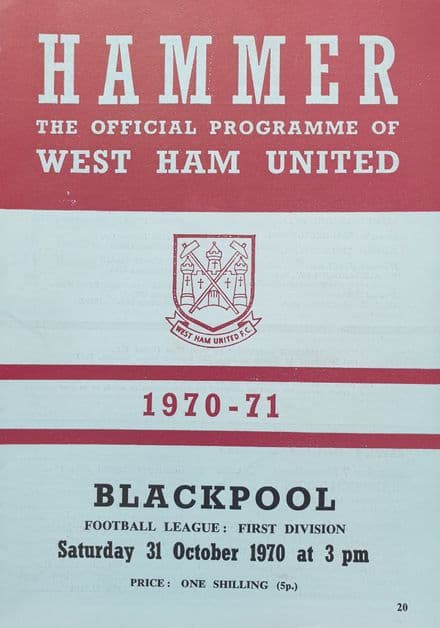 HAMMER
THE OFFICIAL PROGRAMME OF
WEST HAM UNITED
WEST HAM UNITED F.C.
1970-71
BLACKPOOL
FOOTBALL LEAGUE: FIRST DIVISION
Saturday 31 October 1970 at 3 pm
PRICE: ONE SHILLING (5p.)
20